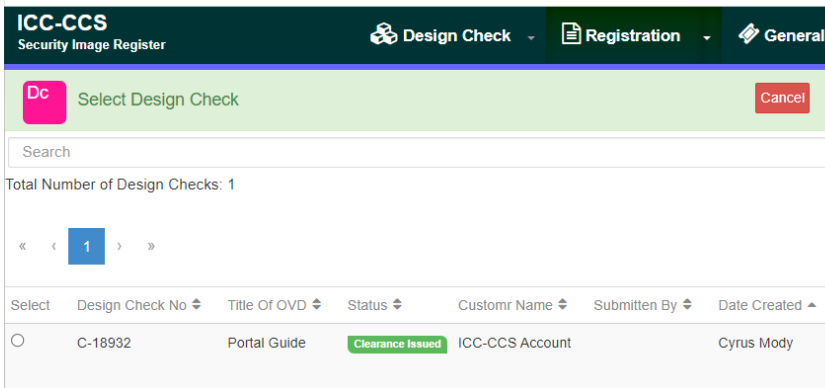 ICC-CCS
Security Image Register
Design Check
Registration
General
Dc
Select Design Check
Cancel
Search
Total Number of Design Checks: 1
« ‹ 1 › »
Select Design Check No Title Of OVD Status Customr Name Submitten By Date Created
C-18932 Portal Guide Clearance Issued ICC-CCS Account Cyrus Mody